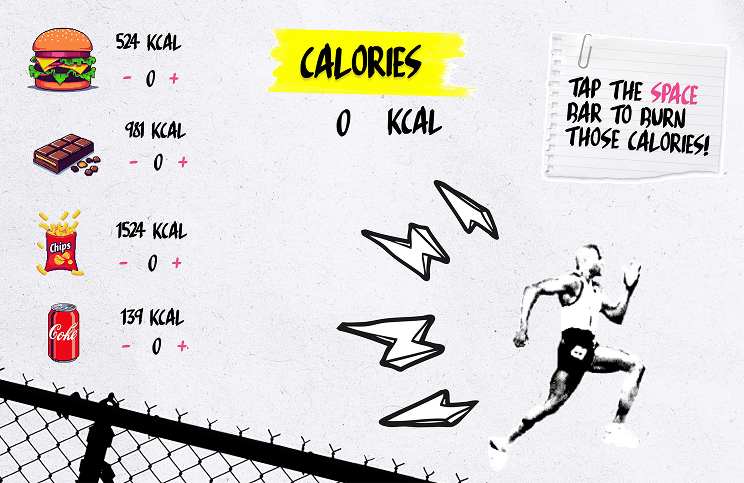 524 KCAL
- 0 +
981 KCAL
- 0 +
Chips
1524 KCAL
- 0 +
Coke
139 KCAL
- 0 +
CALORIES
0 KCAL
TAP THE SPACE
BAR TO BURN
THOSE CALORIES!